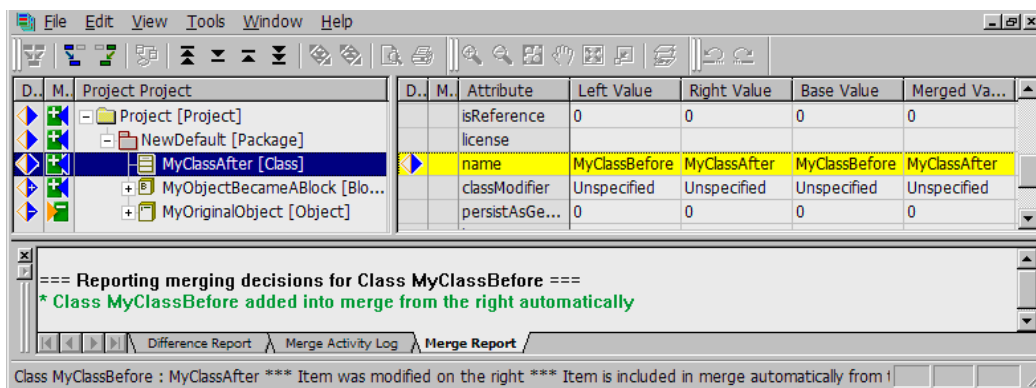 File Edit View Tools Window Help
D.. M.. Project Project
Project [Project]
NewDefault [Package]
MyClassAfter [Class]
MyObjectBecameABlock [Blo...
MyOriginalObject [Object]
D.. M.. Attribute Left Value Right Value Base Value Merged Va...
isReference 0 0 0 0
license
name MyClassBefore MyClassAfter MyClassBefore MyClassAfter
classModifier Unspecified Unspecified Unspecified Unspecified
persistAsGe... 0 0 0 0
=== Reporting merging decisions for Class MyClassBefore ===
* Class MyClassBefore added into merge from the right automatically
Difference Report Merge Activity Log Merge Report
Class MyClassBefore : MyClassAfter *** Item was modified on the right *** Item is included in merge automatically from